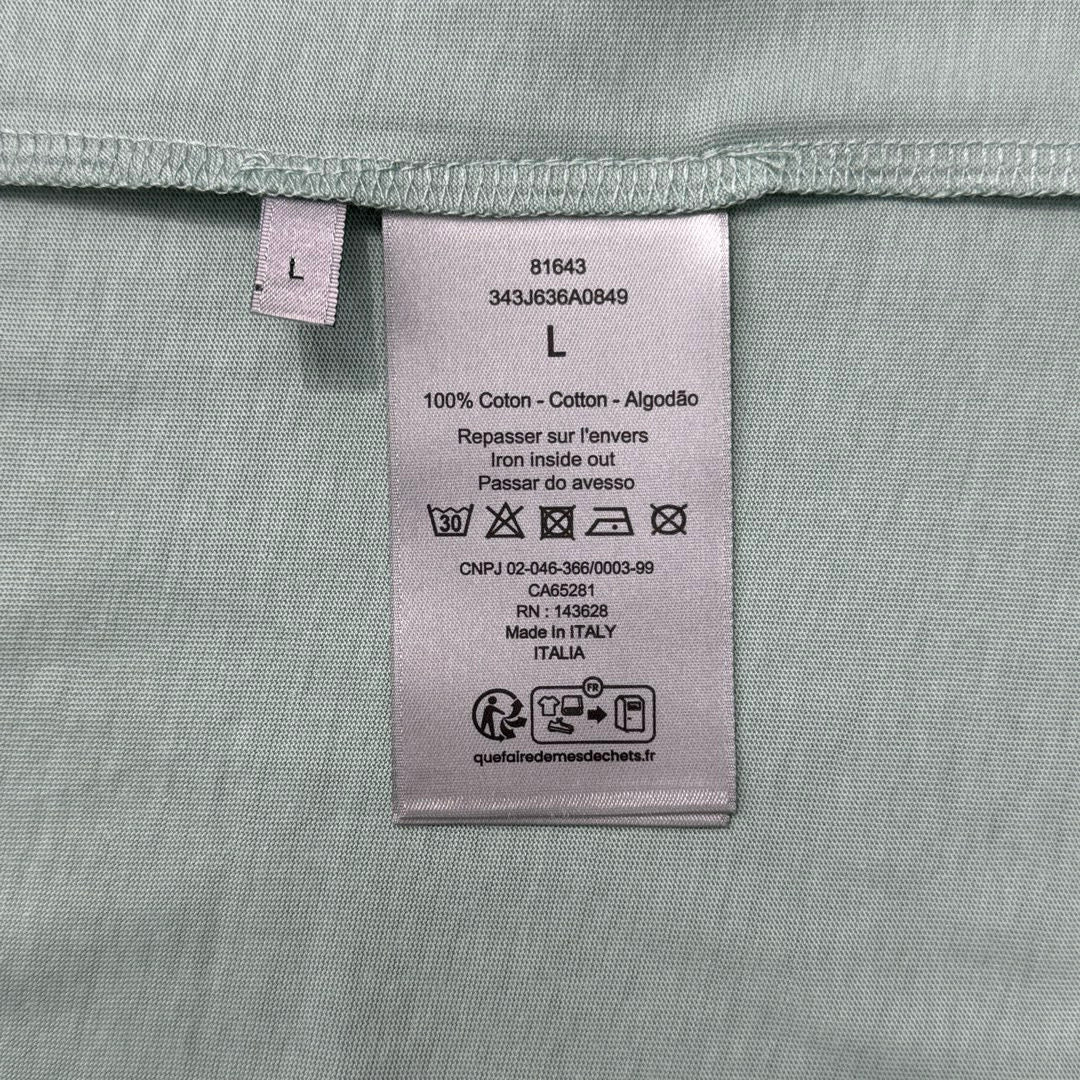 L
81643
343J636A0849
L
100% Coton - Cotton - Algodão
Repasser sur l'envers
Iron inside out
Passar do avesso
30
CNPJ 02-046-366/0003-99
CA65281
RN : 143628
Made In ITALY
ITALIA
FR
quefairedemesdechets.fr